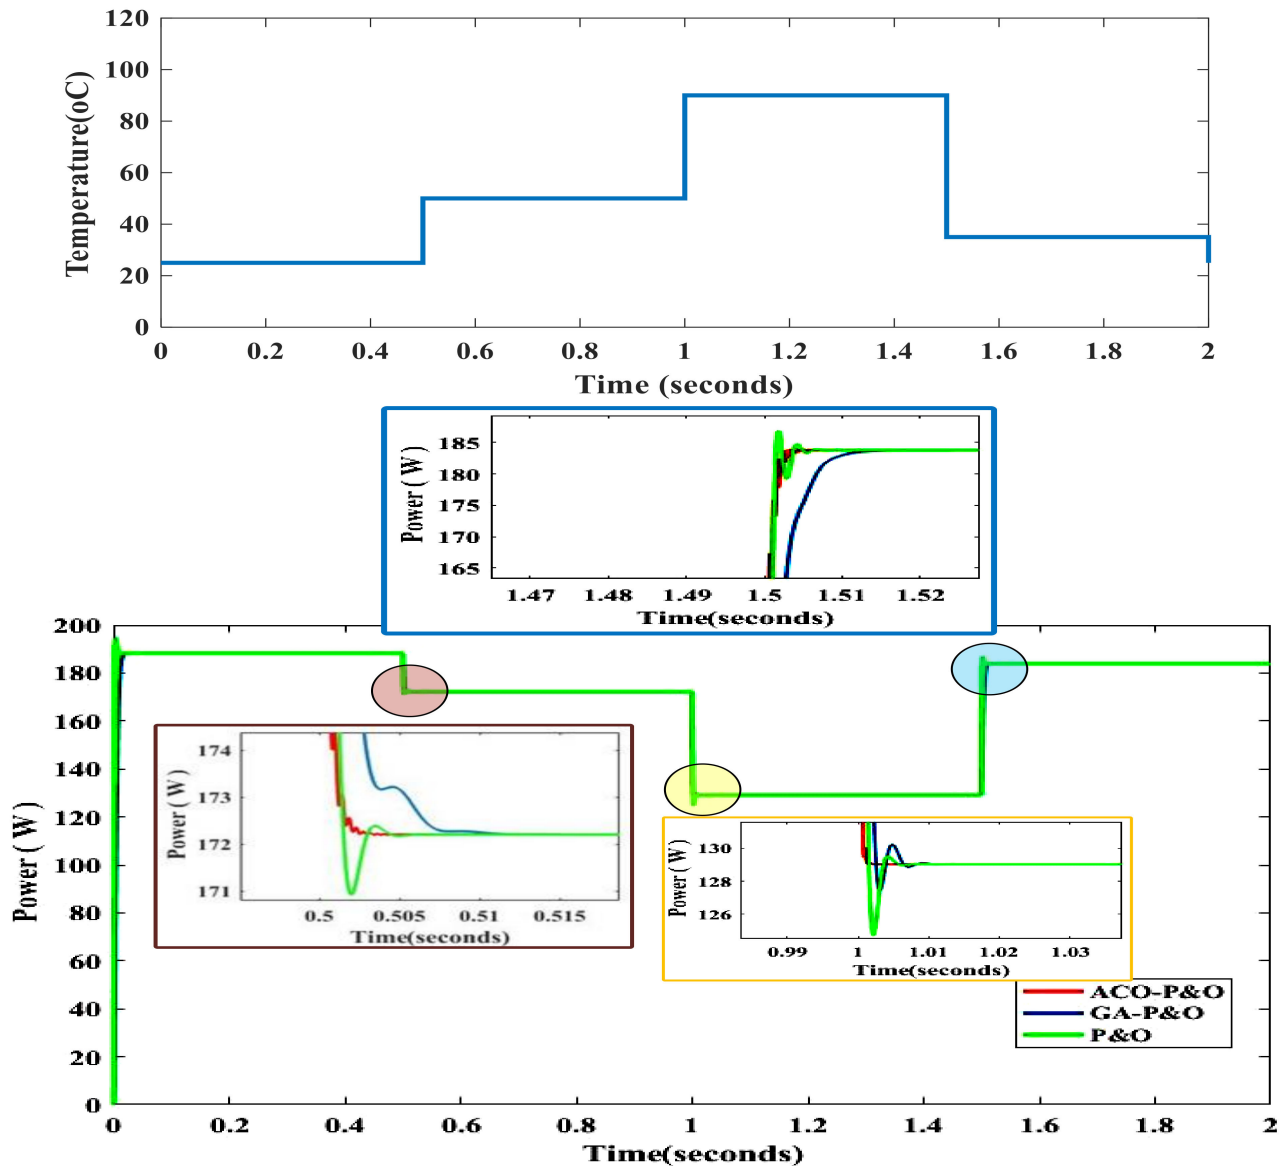 120
100
80
60
40
20
0
Temperature(oC)
0 0.2 0.4 0.6 0.8 1 1.2 1.4 1.6 1.8 2
Time (seconds)
185
180
175
170
165
Power ( W)
1.47 1.48 1.49 1.5 1.51 1.52
Time(seconds)
200
180
160
140
120
100
80
60
40
20
0
Power ( W)
174
173
172
171
Power ( W )
0.5 0.505 0.51 0.515
Time(seconds)
130
128
126
Power ( W)
0.99 1 1.01 1.02 1.03
Time(seconds)
ACO-P&O
GA-P&O
P&O
0 0.2 0.4 0.6 0.8 1 1.2 1.4 1.6 1.8 2
Time(seconds)